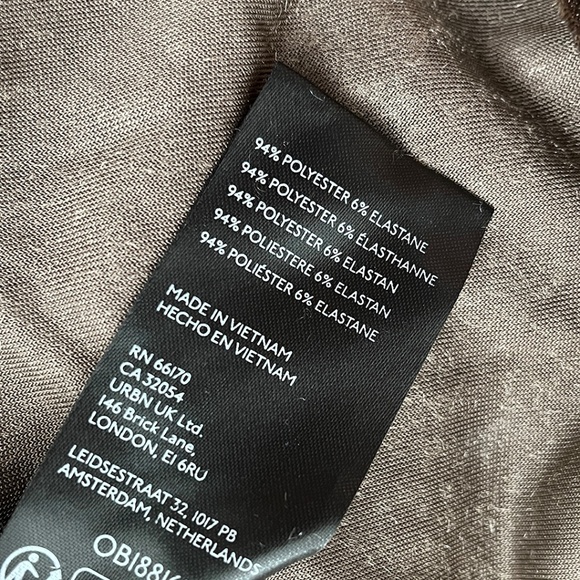 94% POLYESTER 6% ELASTANE
94% POLYESTER 6% ÉLASTHANNE
94% POLYESTER 6% ELASTAN
94% POLIESTERE 6% ELASTAN
94% POLIÉSTER 6% ELASTANE
MADE IN VIETNAM
HECHO EN VIETNAM
RN 66170
CA 32054
URBN UK Ltd.
146 Brick Lane,
LONDON, E1 6RU
LEIDSESTRAAT 32, 1017 PB
AMSTERDAM, NETHERLANDS